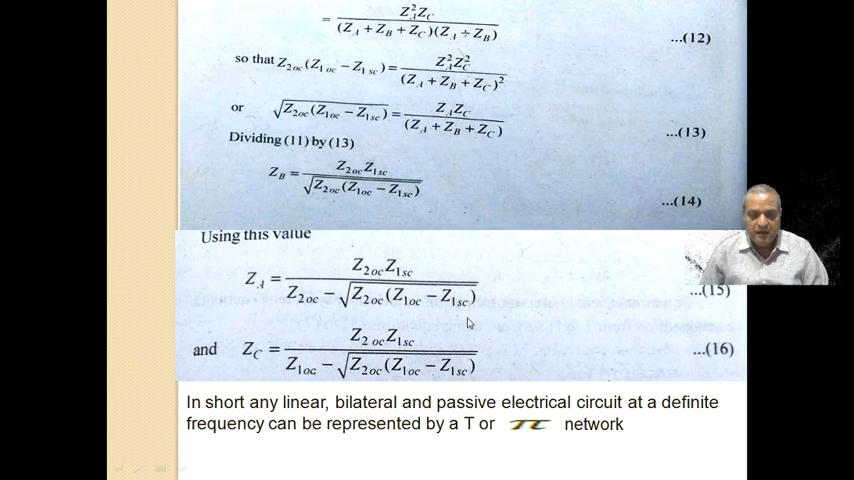 = Z_A^2 Z_C / (Z_A + Z_B + Z_C)(Z_A + Z_B) ...(12)
so that Z_2oc (Z_1oc − Z_1sc) = Z_A^2 Z_C^2 / (Z_A + Z_B + Z_C)^2
or √Z_2oc (Z_1oc − Z_1sc) = Z_A Z_C / (Z_A + Z_B + Z_C) ...(13)
Dividing (11) by (13)
Z_B = Z_2oc Z_1sc / √Z_2oc (Z_1oc − Z_1sc) ...(14)
Using this value
Z_A = Z_2oc Z_1sc / Z_2oc − √Z_2oc (Z_1oc − Z_1sc) ...(15)
and Z_C = Z_2oc Z_1sc / Z_1oc − √Z_2oc (Z_1oc − Z_1sc) ...(16)
In short any linear, bilateral and passive electrical circuit at a definite
frequency can be represented by a T or π network